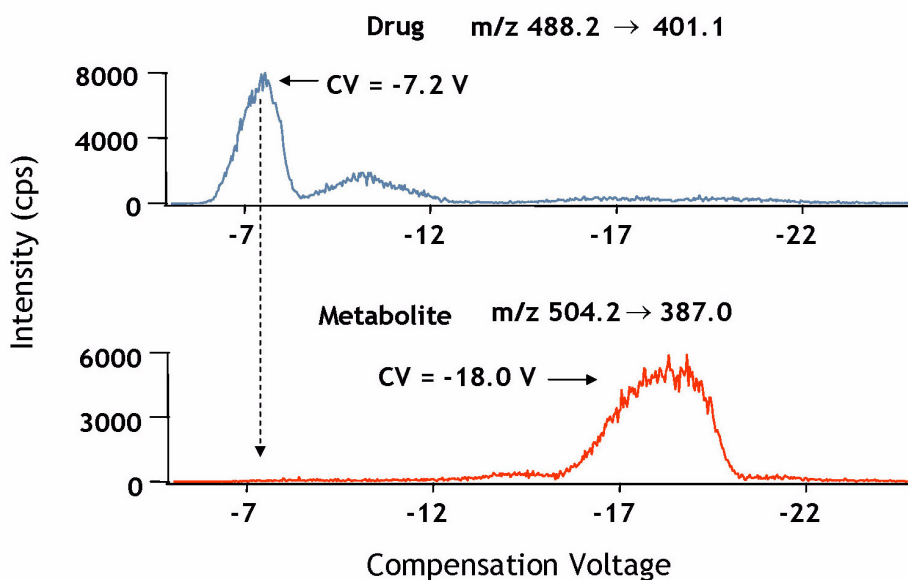 Drug m/z 488.2 → 401.1
8000
CV = -7.2 V
4000
0
-7 -12 -17 -22
Intensity (cps)
Metabolite m/z 504.2 → 387.0
6000
CV = -18.0 V
3000
0
-7 -12 -17 -22
Compensation Voltage